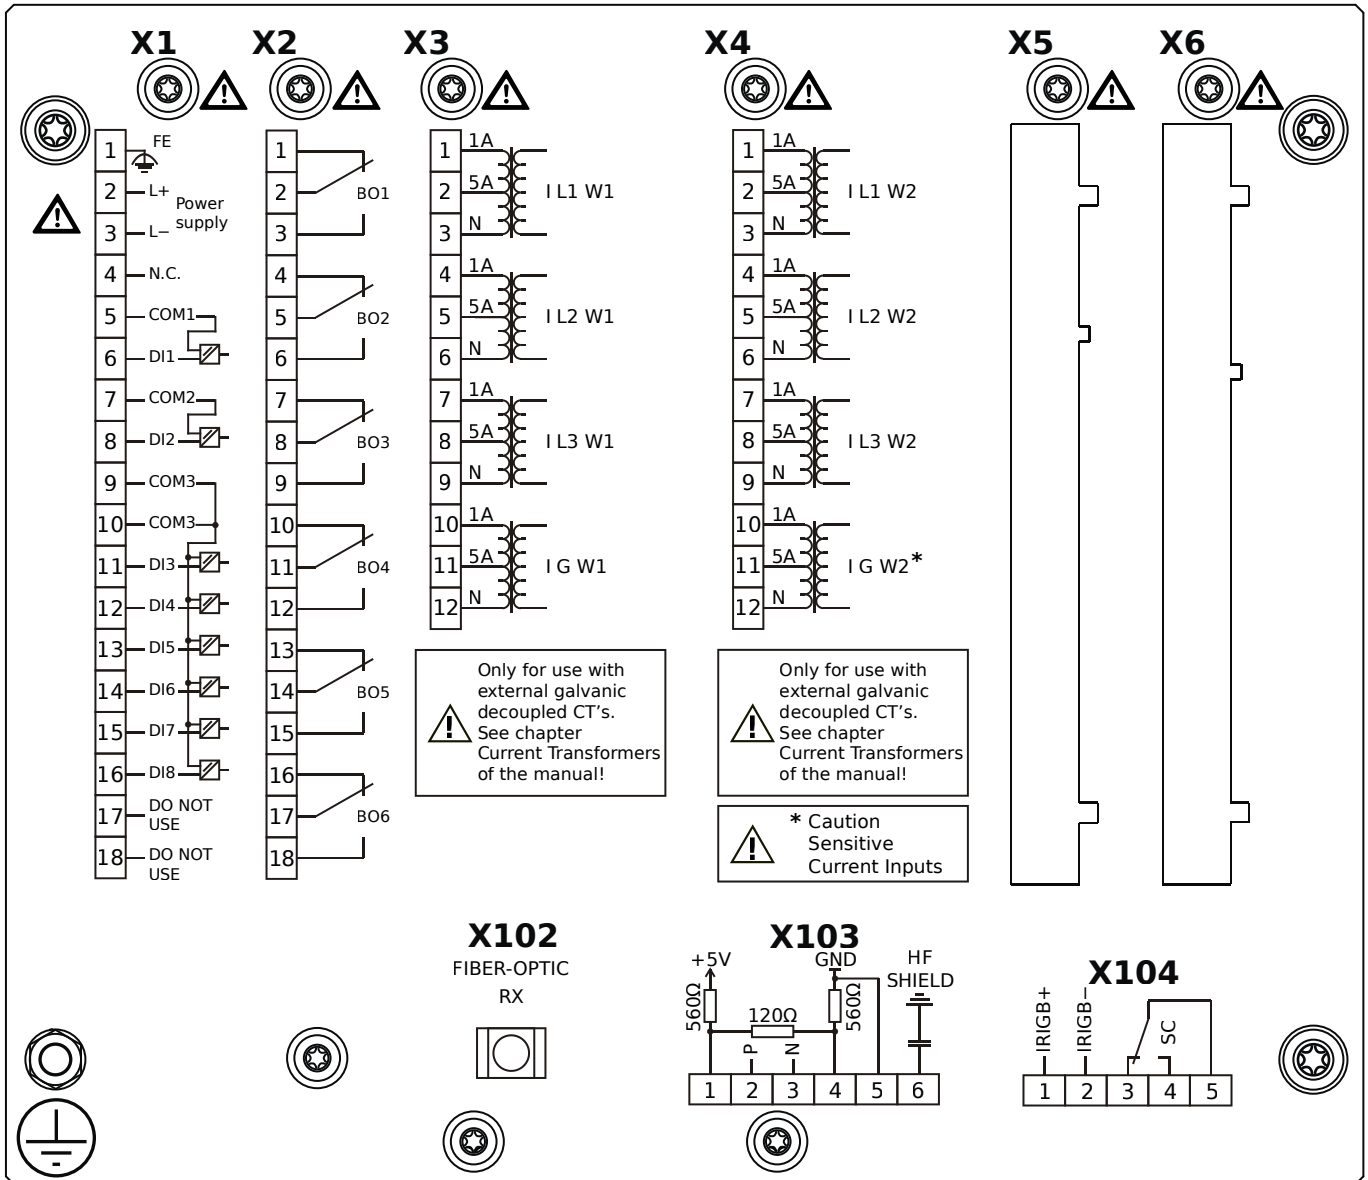 X1
X2
X3
X4
X5
X6
1 FE
2 L+ Power
supply
3 L−
4 N.C.
5 COM1
6 DI1
7 COM2
8 DI2
9 COM3
10 COM3
11 DI3
12 DI4
13 DI5
14 DI6
15 DI7
16 DI8
17 DO NOT
USE
18 DO NOT
USE
1
2 BO1
3
4
5 BO2
6
7
8 BO3
9
10
11 BO4
12
13
14 BO5
15
16
17 BO6
18
1 1A
2 5A I L1 W1
3 N
4 1A
5 5A I L2 W1
6 N
7 1A
8 5A I L3 W1
9 N
10 1A
11 5A I G W1
12 N
Only for use with
external galvanic
decoupled CT's.
See chapter
Current Transformers
of the manual!
1 1A
2 5A I L1 W2
3 N
4 1A
5 5A I L2 W2
6 N
7 1A
8 5A I L3 W2
9 N
10 1A
11 5A I G W2*
12 N
Only for use with
external galvanic
decoupled CT's.
See chapter
Current Transformers
of the manual!
* Caution
Sensitive
Current Inputs
X102
FIBER-OPTIC
RX
X103
+5V GND HF
SHIELD
560Ω 120Ω 560Ω
P N
1 2 3 4 5 6
X104
IRIGB+ IRIGB− SC
1 2 3 4 5